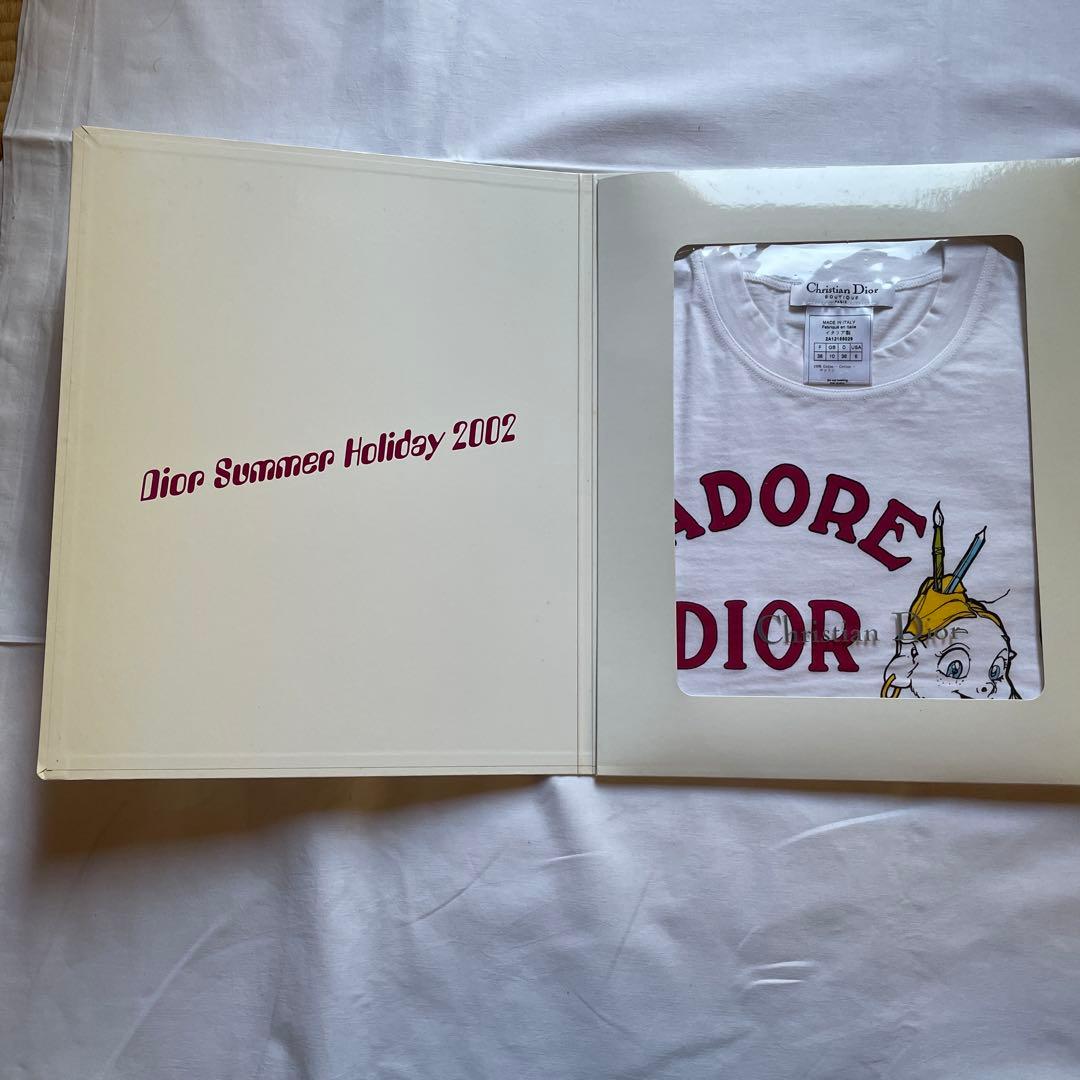 Dior Summer Holiday 2002
Christian Dior
BOUTIQUE
PARIS
MADE IN ITALY
Fabriqué en Italie
イタリア製
2A12155029
F GB D USA
38 10 36 6
ADORE
DIOR
Christian Dior